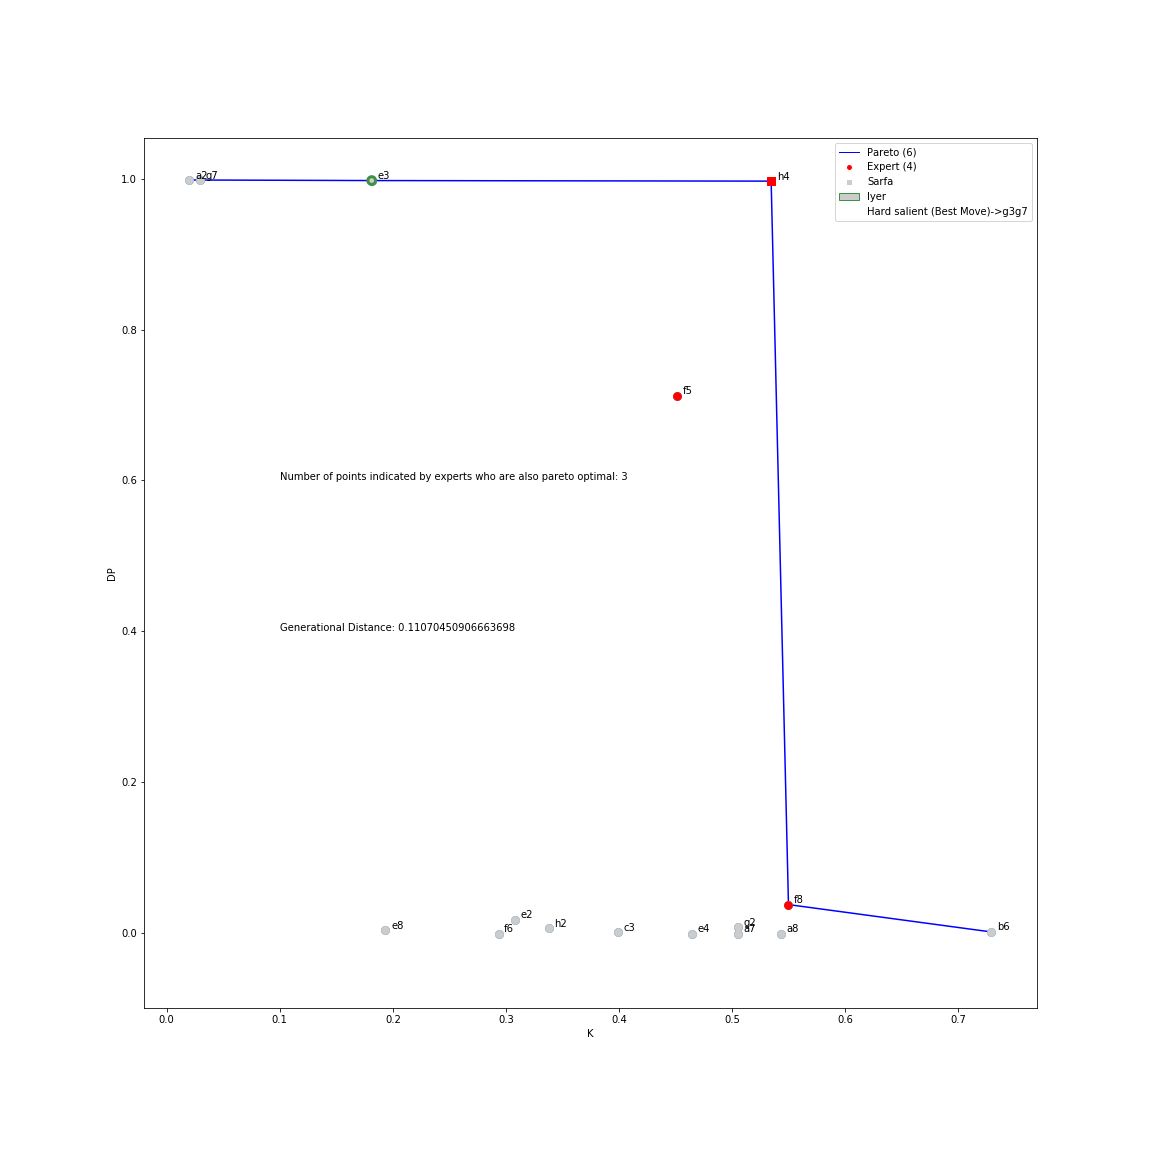 Pareto (6)
Expert (4)
Sarfa
Iyer
Hard salient (Best Move)->g3g7
1.0
a2
g7
e3
h4
0.8
f5
0.6
Number of points indicated by experts who are also pareto optimal: 3
DP
0.4
Generational Distance: 0.11070450906663698
0.2
f8
0.0
e8
f6
e2
h2
c3
e4
g2
a7
a8
b6
0.0 0.1 0.2 0.3 0.4 0.5 0.6 0.7
K